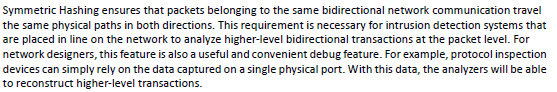 Symmetric Hashing ensures that packets belonging to the same bidirectional network communication travel
the same physical paths in both directions. This requirement is necessary for intrusion detection systems that
are placed in line on the network to analyze higher-level bidirectional transactions at the packet level. For
network designers, this feature is also a useful and convenient debug feature. For example, protocol inspection
devices can simply rely on the data captured on a single physical port. With this data, the analyzers will be able
to reconstruct higher-level transactions.